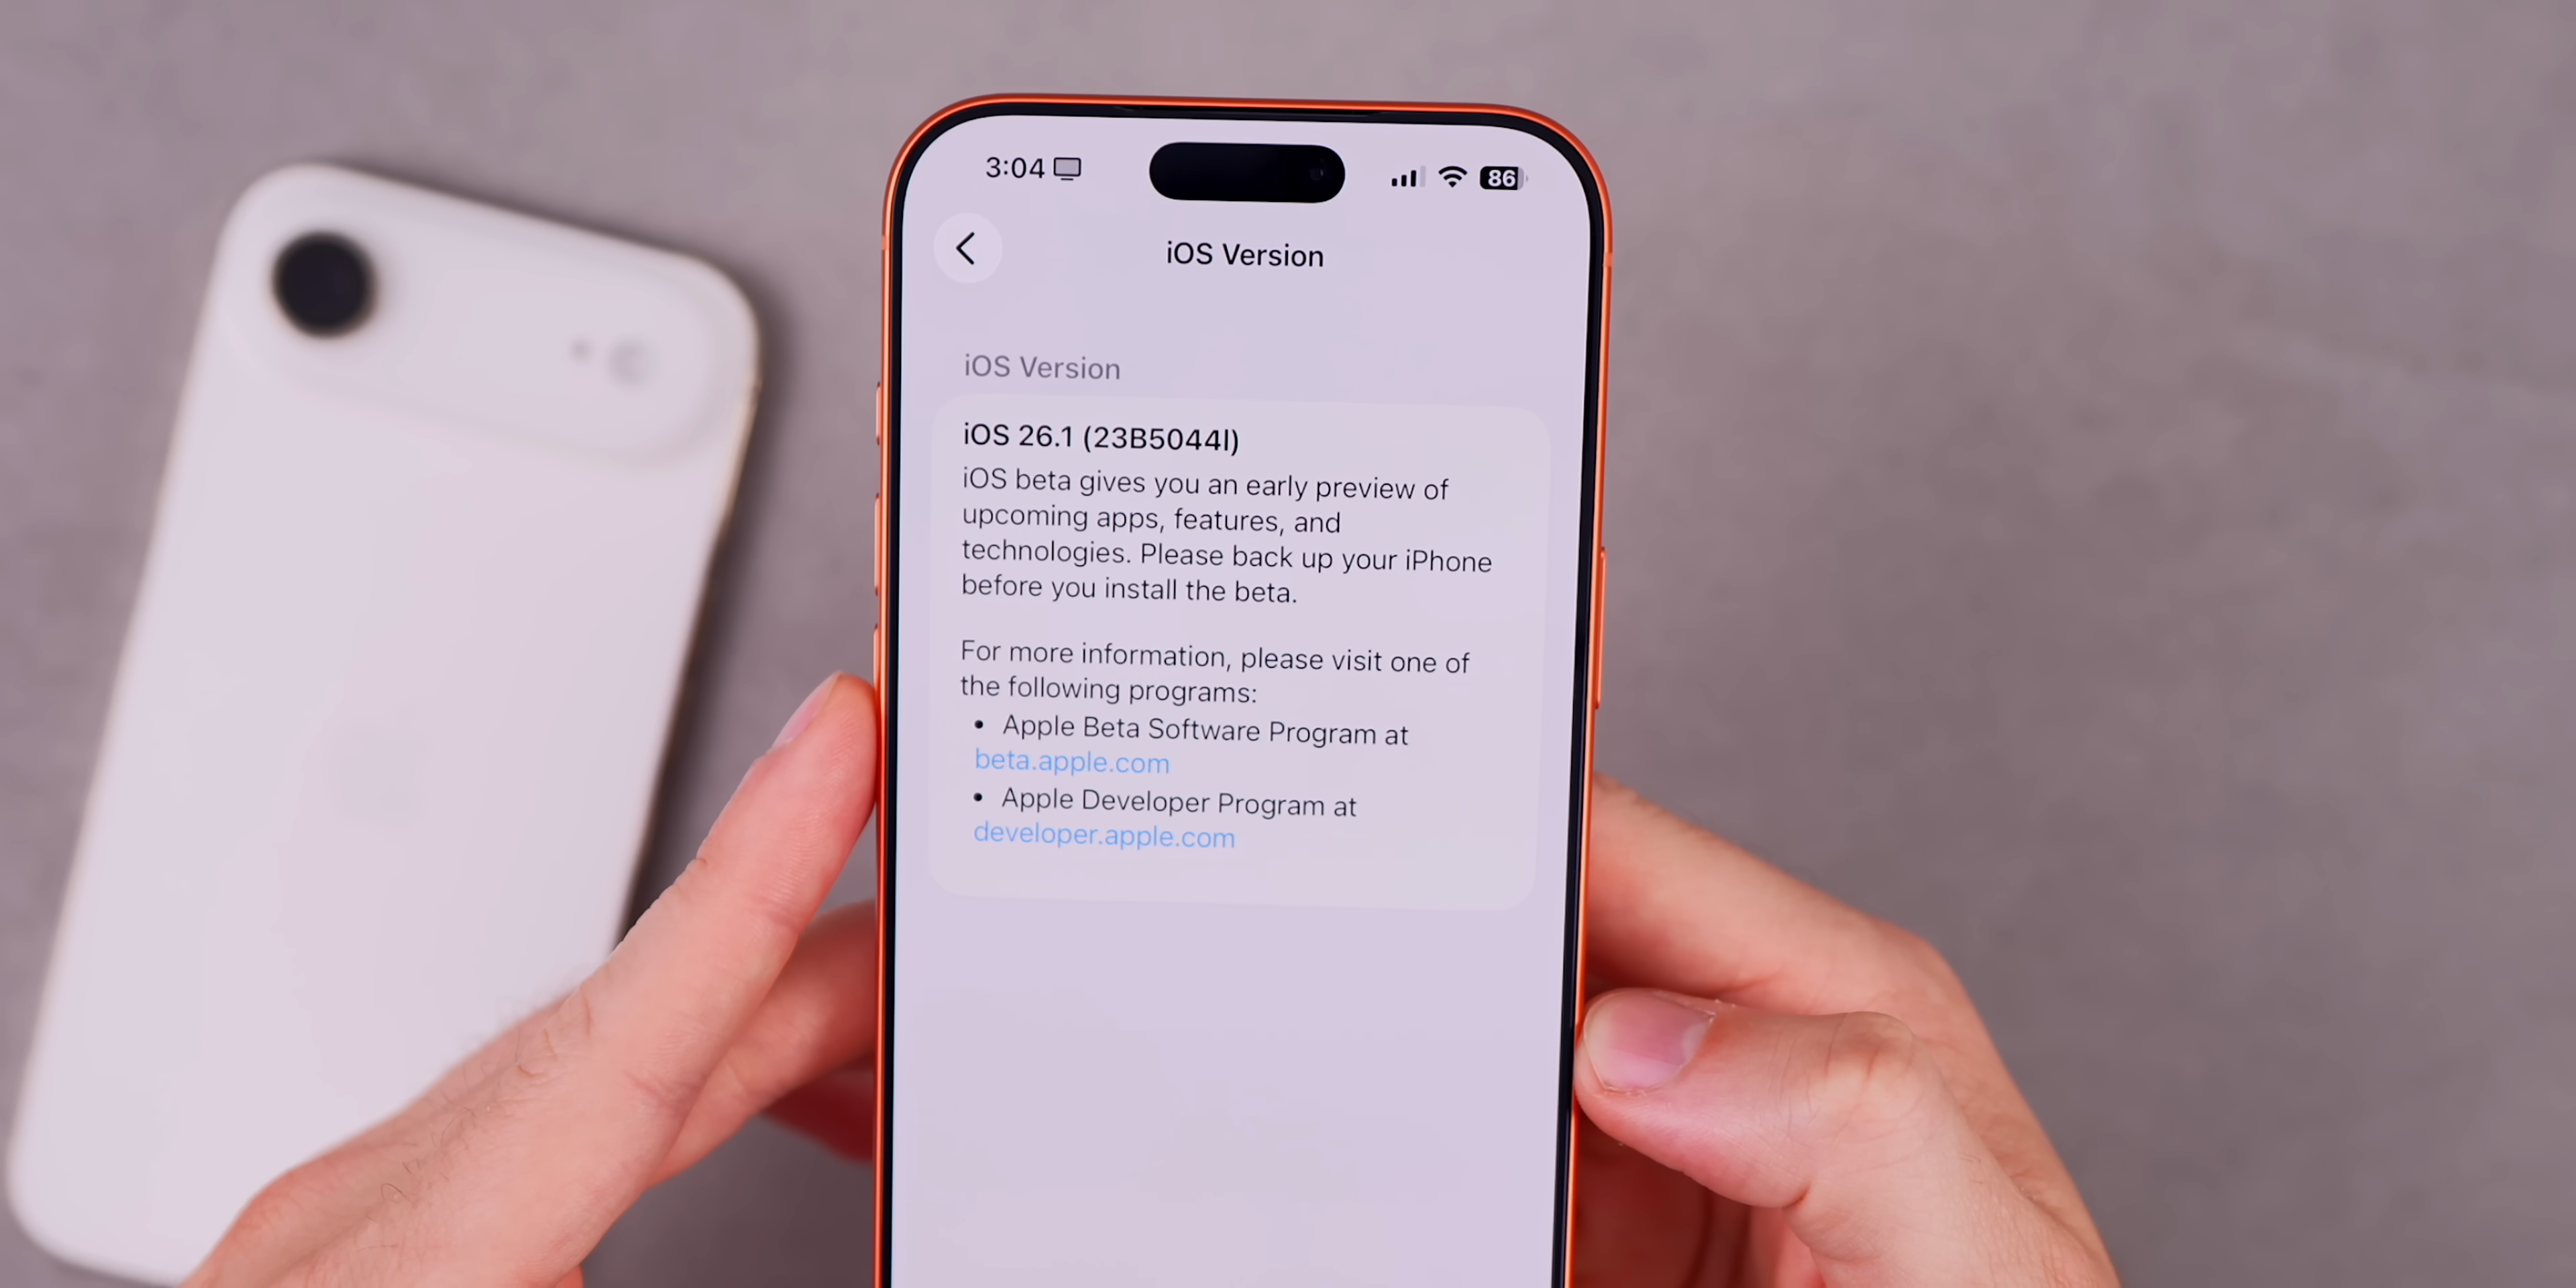 3:04
86
iOS Version
iOS Version
iOS 26.1 (23B5044l)
iOS beta gives you an early preview of
upcoming apps, features, and
technologies. Please back up your iPhone
before you install the beta.
For more information, please visit one of
the following programs:
• Apple Beta Software Program at
beta.apple.com
• Apple Developer Program at
developer.apple.com